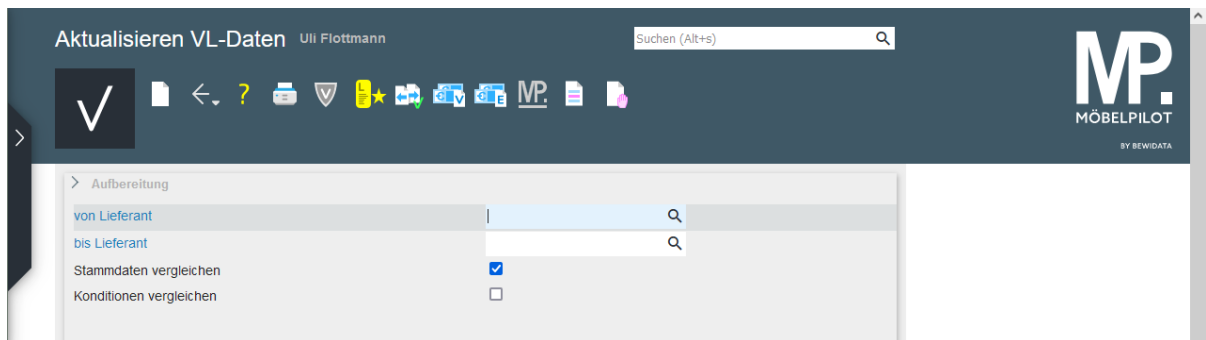 Aktualisieren VL-Daten Uli Flottmann
Suchen (Alt+s)
MP.
MÖBELPILOT
BY BEWIDATA
√ ? V L V E MP.
Aufbereitung
von Lieferant
bis Lieferant
Stammdaten vergleichen
Konditionen vergleichen